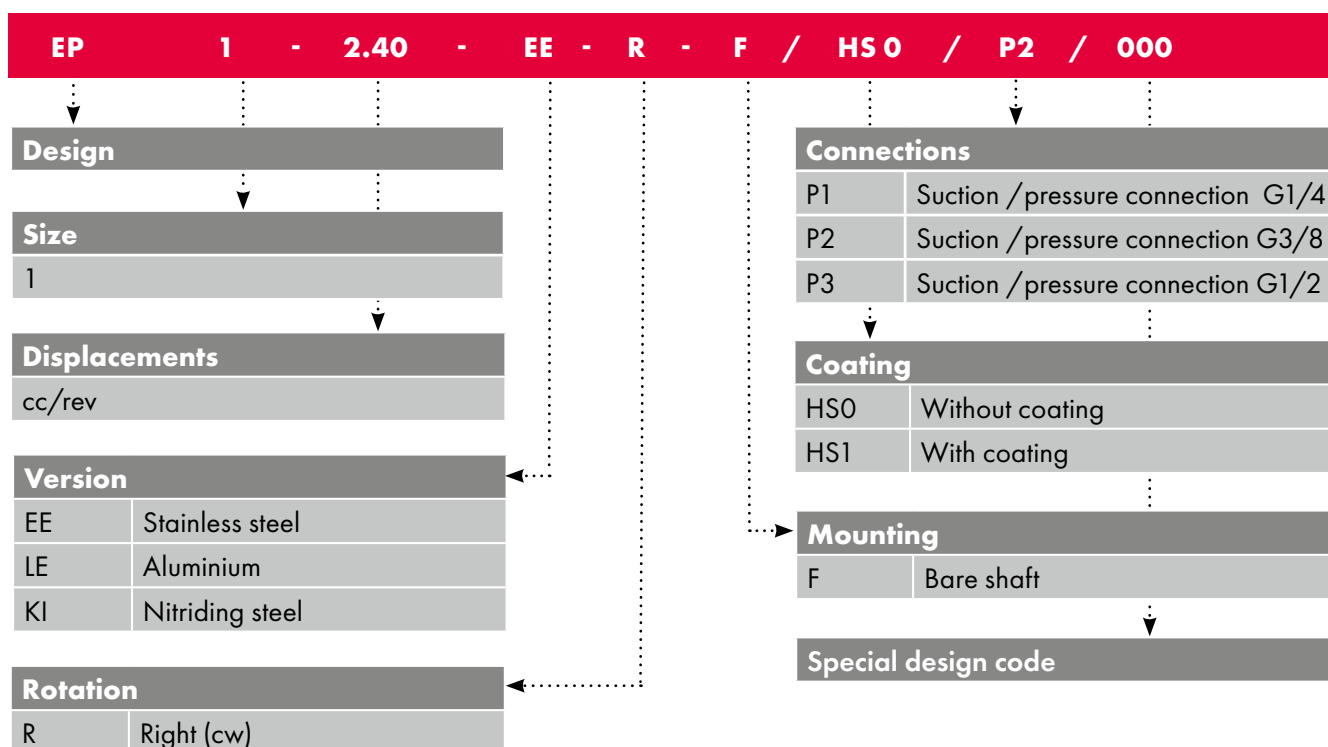 EP 1 - 2.40 - EE - R - F / HS 0 / P2 / 000
Design
Size
1
Displacements
cc/rev
Version
EE Stainless steel
LE Aluminium
KI Nitriding steel
Rotation
R Right (cw)
Connections
P1 Suction /pressure connection G1/4
P2 Suction /pressure connection G3/8
P3 Suction /pressure connection G1/2
Coating
HS0 Without coating
HS1 With coating
Mounting
F Bare shaft
Special design code